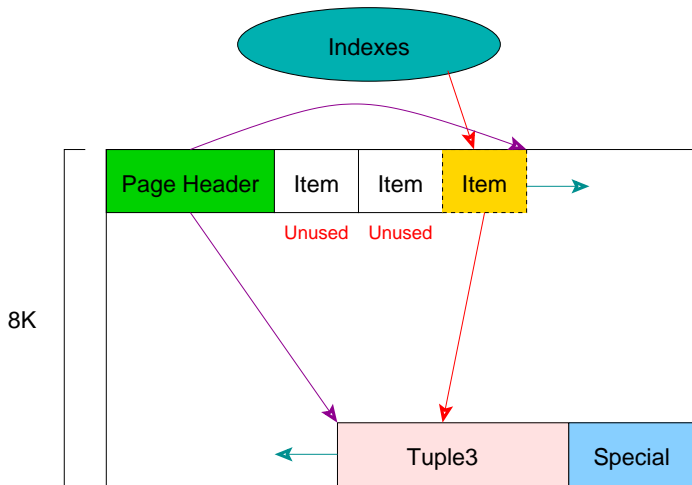 Indexes
Page Header Item Item Item
Unused Unused
8K
Tuple3 Special